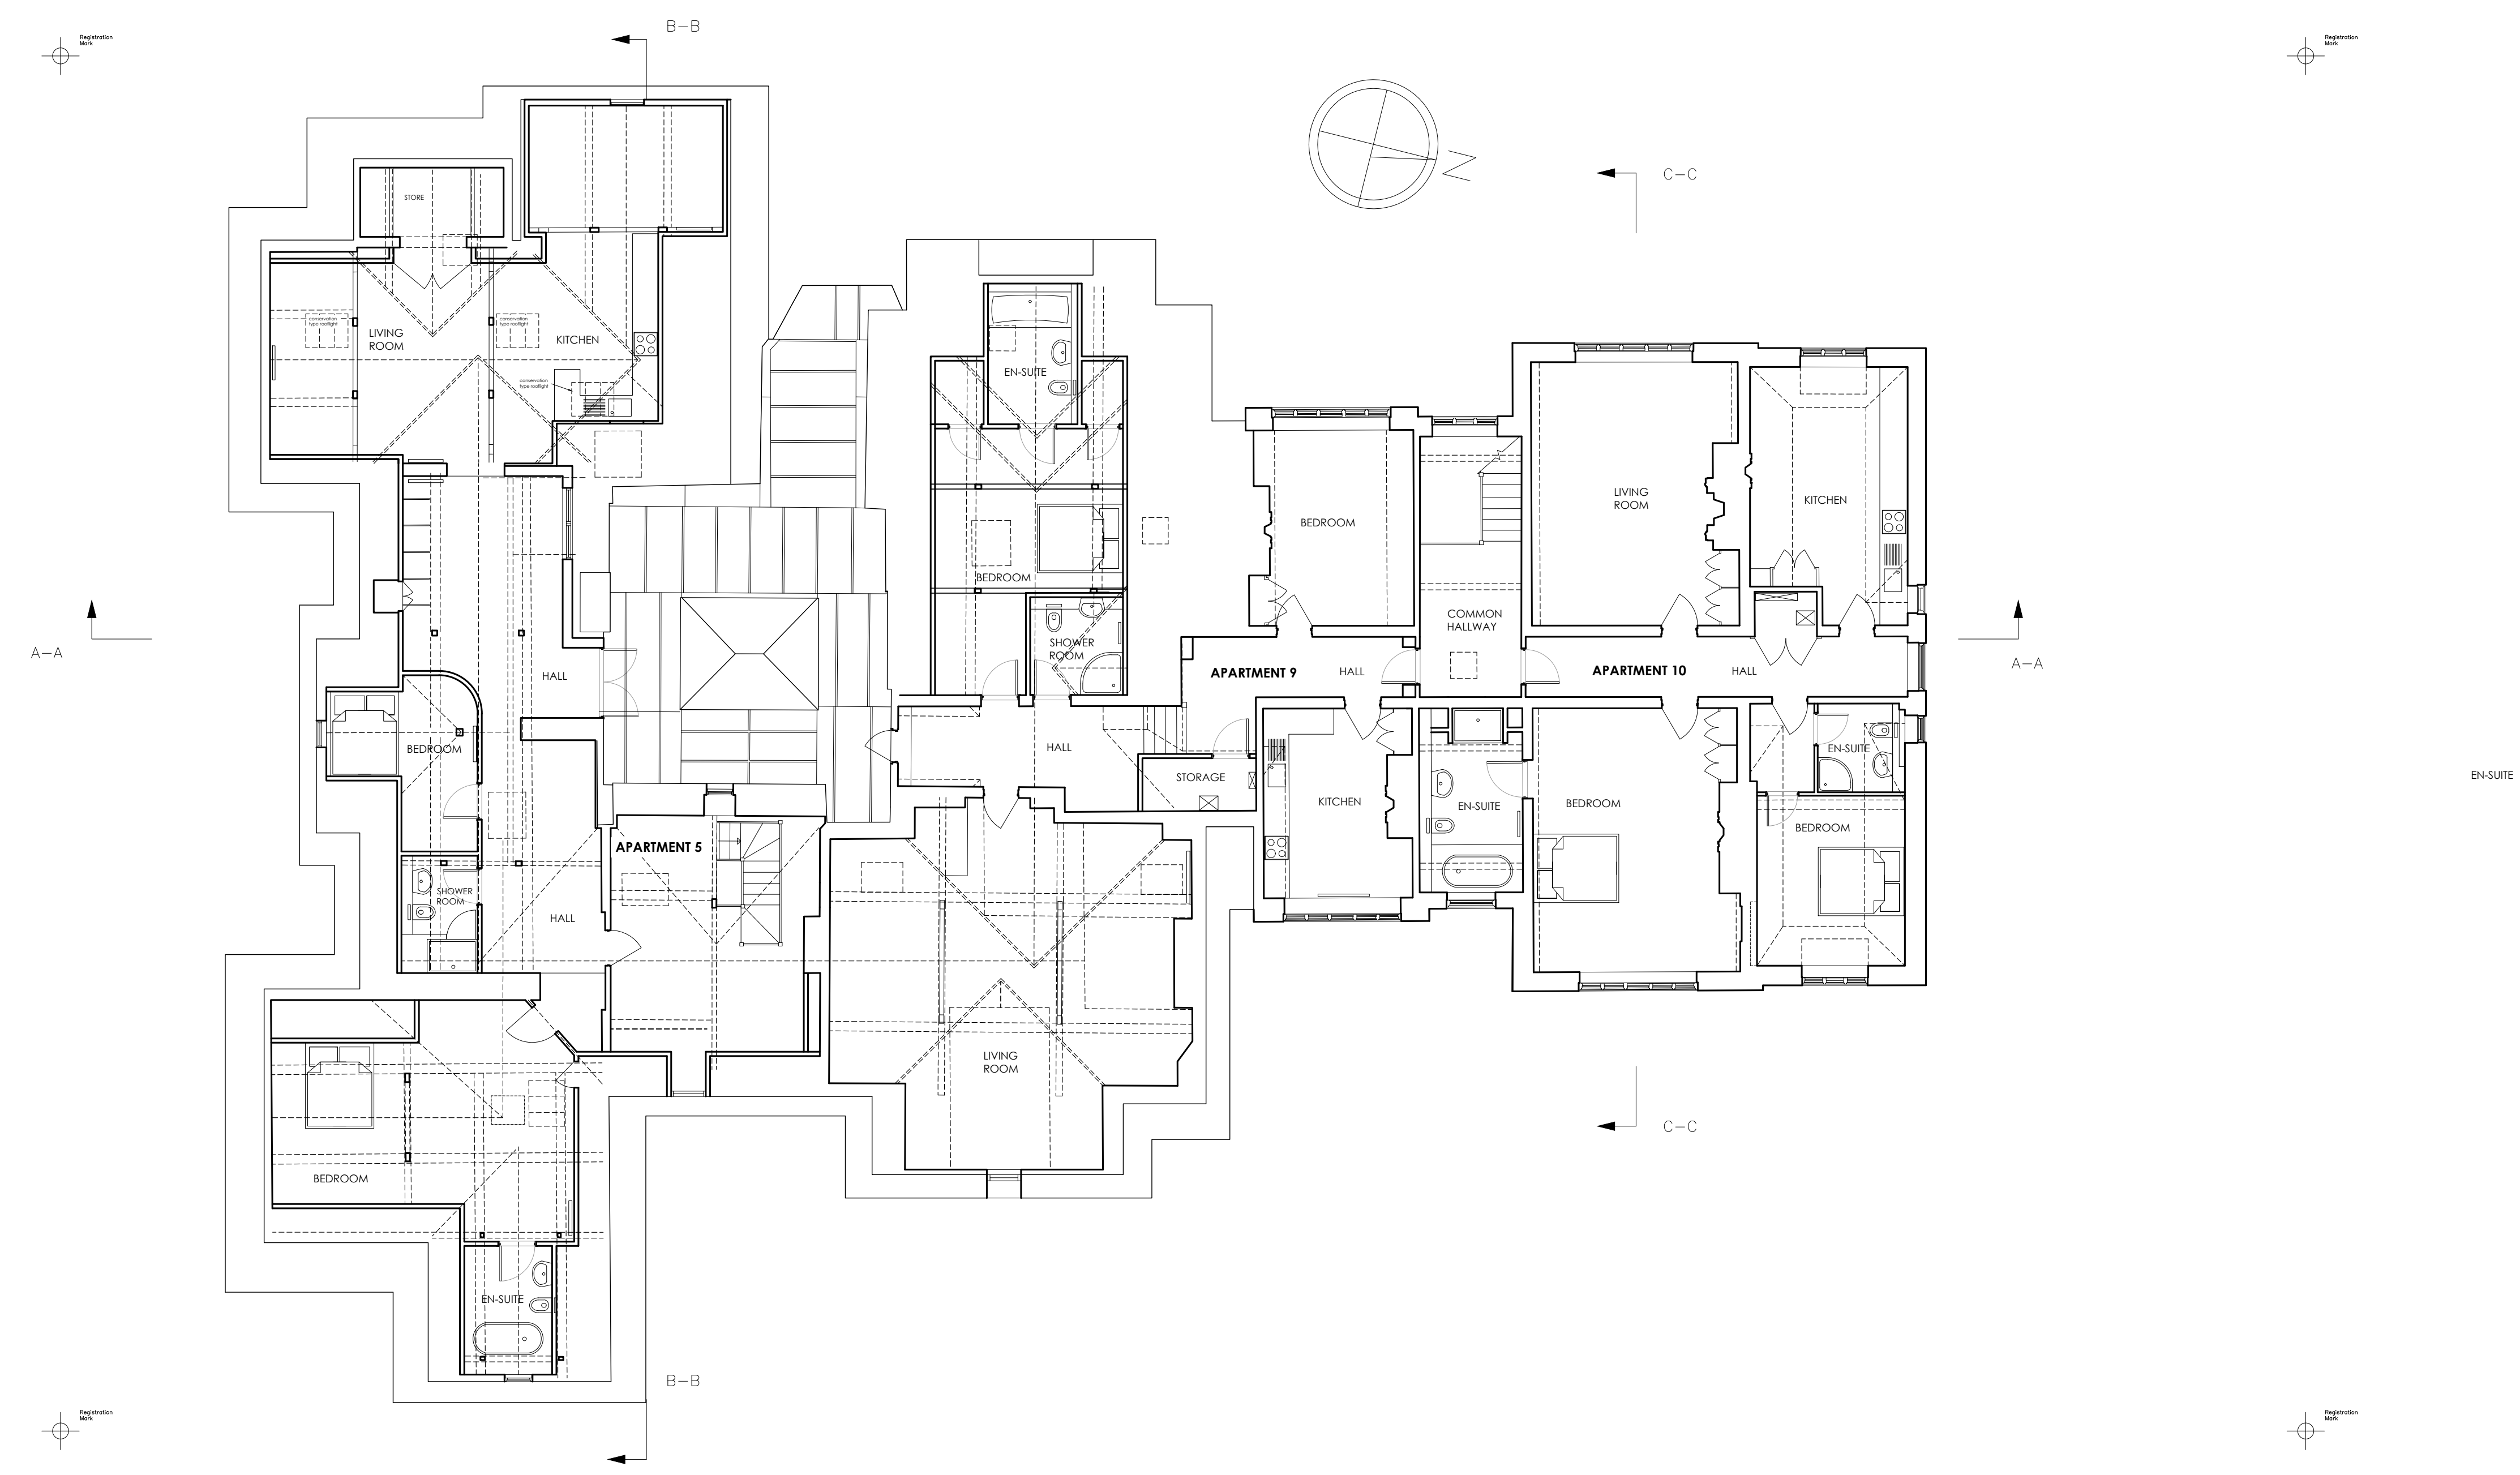 B-B
Registration
Mark
Registration
Mark
C-C
STORE
conservation
type rooflight
conservation
type rooflight
LIVING
ROOM
KITCHEN
conservation
type rooflight
EN-SUITE
N
LIVING
ROOM
KITCHEN
BEDROOM
BEDROOM
COMMON
HALLWAY
SHOWER
ROOM
A-A
A-A
HALL
APARTMENT 9
HALL
APARTMENT 10
HALL
BEDROOM
HALL
EN-SUITE
STORAGE
EN-SUITE
KITCHEN
EN-SUITE
BEDROOM
BEDROOM
APARTMENT 5
SHOWER
ROOM
HALL
LIVING
ROOM
C-C
BEDROOM
EN-SUITE
B-B
Registration
Mark
Registration
Mark